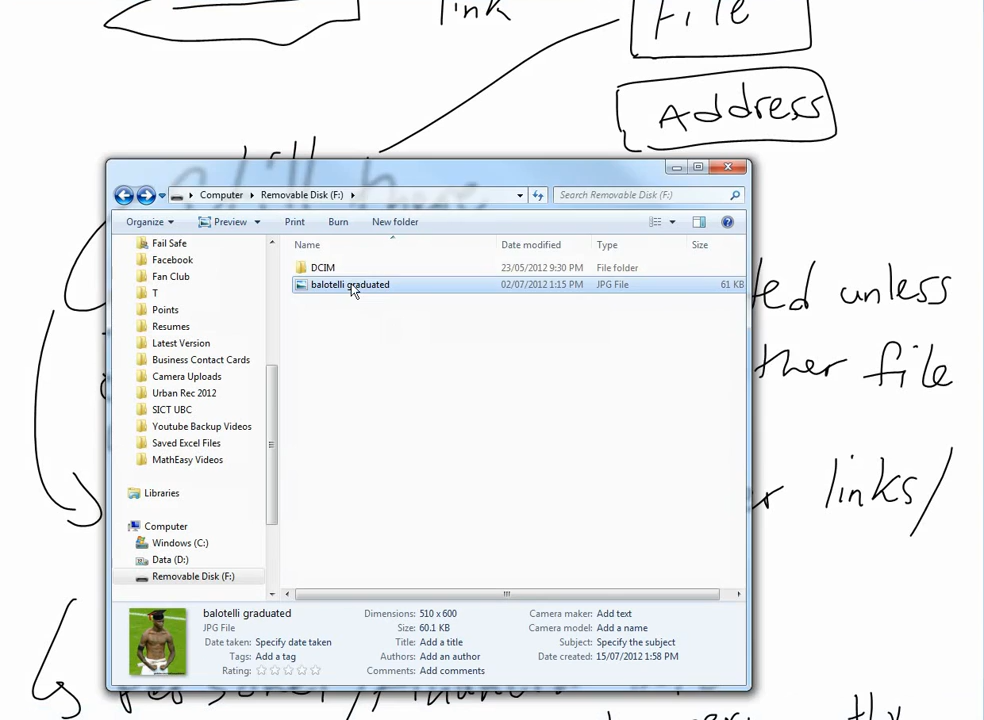 link
File
Address
still there
Computer ▸ Removable Disk (F:) ▸
Search Removable Disk (F:)
Organize
Preview
Print
Burn
New folder
Name
Date modified
Type
Size
Fail Safe
Facebook
Fan Club
T
Points
Resumes
Latest Version
Business Contact Cards
Camera Uploads
Urban Rec 2012
SICT UBC
Youtube Backup Videos
Saved Excel Files
MathEasy Videos
Libraries
Computer
Windows (C:)
Data (D:)
Removable Disk (F:)
DCIM 23/05/2012 9:30 PM File folder
balotelli graduated 02/07/2012 1:15 PM JPG File 61 KB
ted unless
ther file
links/
balotelli graduated
JPG File
Date taken: Specify date taken
Tags: Add a tag
Rating:
Dimensions: 510 x 600
Size: 60.1 KB
Title: Add a title
Authors: Add an author
Comments: Add comments
Camera maker: Add text
Camera model: Add a name
Subject: Specify the subject
Date created: 15/07/2012 1:58 PM